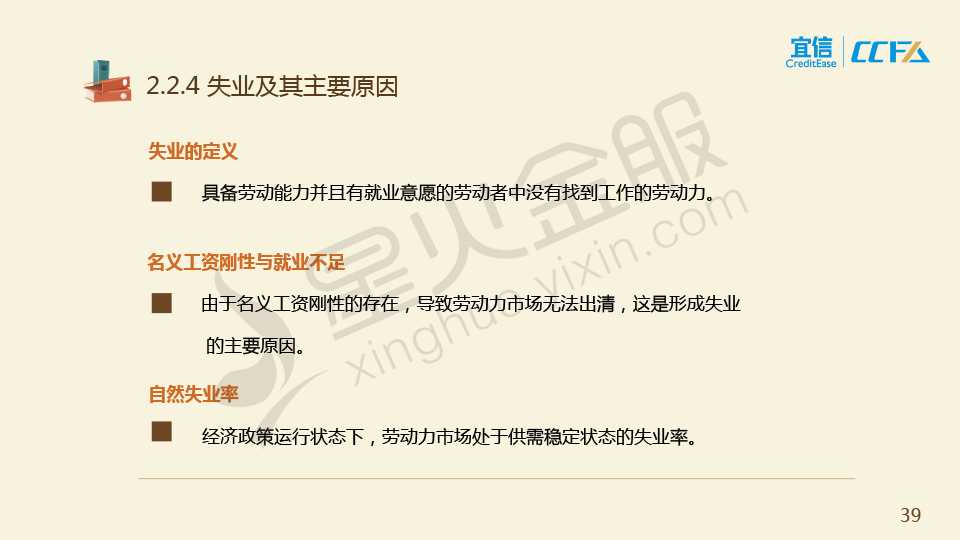 宜信
CreditEase
CCFA
2.2.4 失业及其主要原因
失业的定义
具备劳动能力并且有就业意愿的劳动者中没有找到工作的劳动力。
名义工资刚性与就业不足
由于名义工资刚性的存在，导致劳动力市场无法出清，这是形成失业
的主要原因。
自然失业率
经济政策运行状态下，劳动力市场处于供需稳定状态的失业率。
星火金服
xinghuo.yixin.com
39